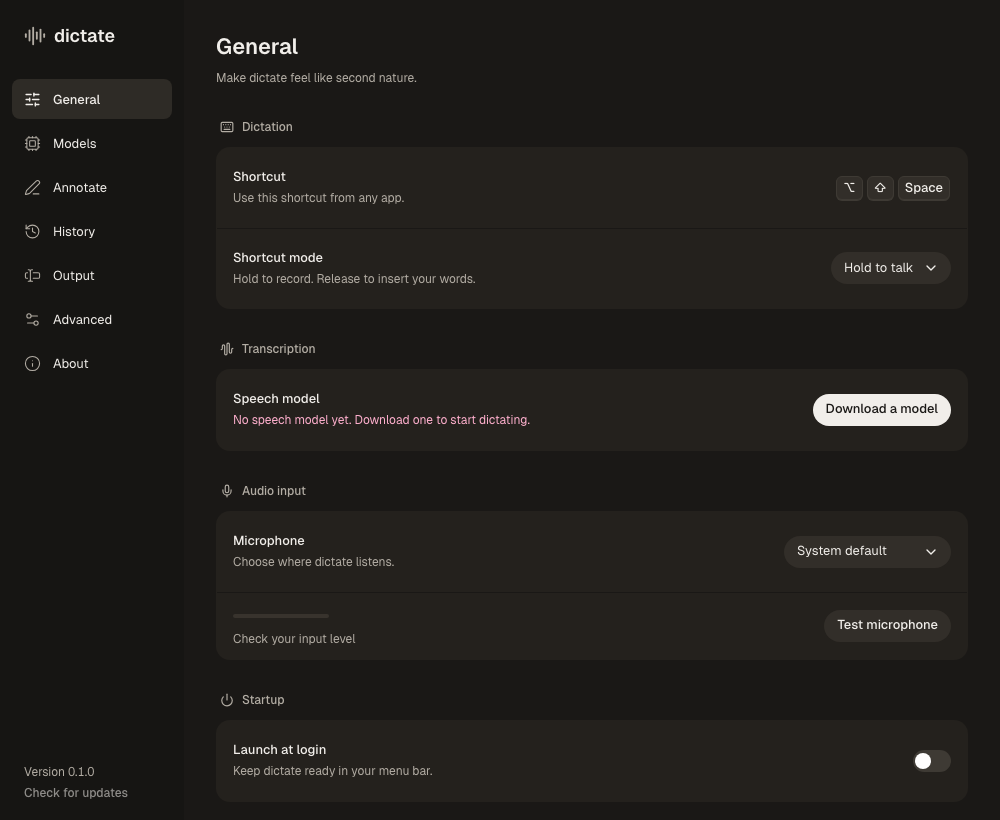 dictate
General
Models
Annotate
History
Output
Advanced
About
Version 0.1.0
Check for updates
General
Make dictate feel like second nature.
Dictation
Shortcut
Use this shortcut from any app.
⌥ ⇧ Space
Shortcut mode
Hold to record. Release to insert your words.
Hold to talk
Transcription
Speech model
No speech model yet. Download one to start dictating.
Download a model
Audio input
Microphone
Choose where dictate listens.
System default
Check your input level
Test microphone
Startup
Launch at login
Keep dictate ready in your menu bar.